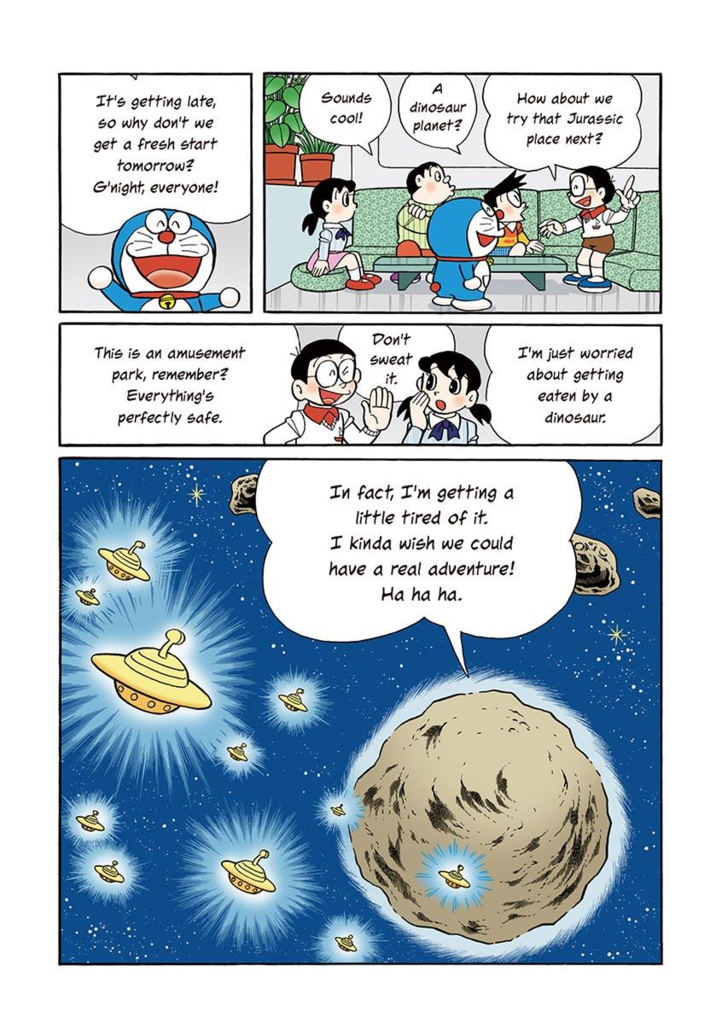 How about we
try that Jurassic
place next?
A
dinosaur
planet?
Sounds
cool!
It's getting late,
so why don't we
get a fresh start
tomorrow?
G'night, everyone!
I'm just worried
about getting
eaten by a
dinosaur.
Don't
sweat
it.
This is an amusement
park, remember?
Everything's
perfectly safe.
In fact, I'm getting a
little tired of it.
I kinda wish we could
have a real adventure!
Ha ha ha.